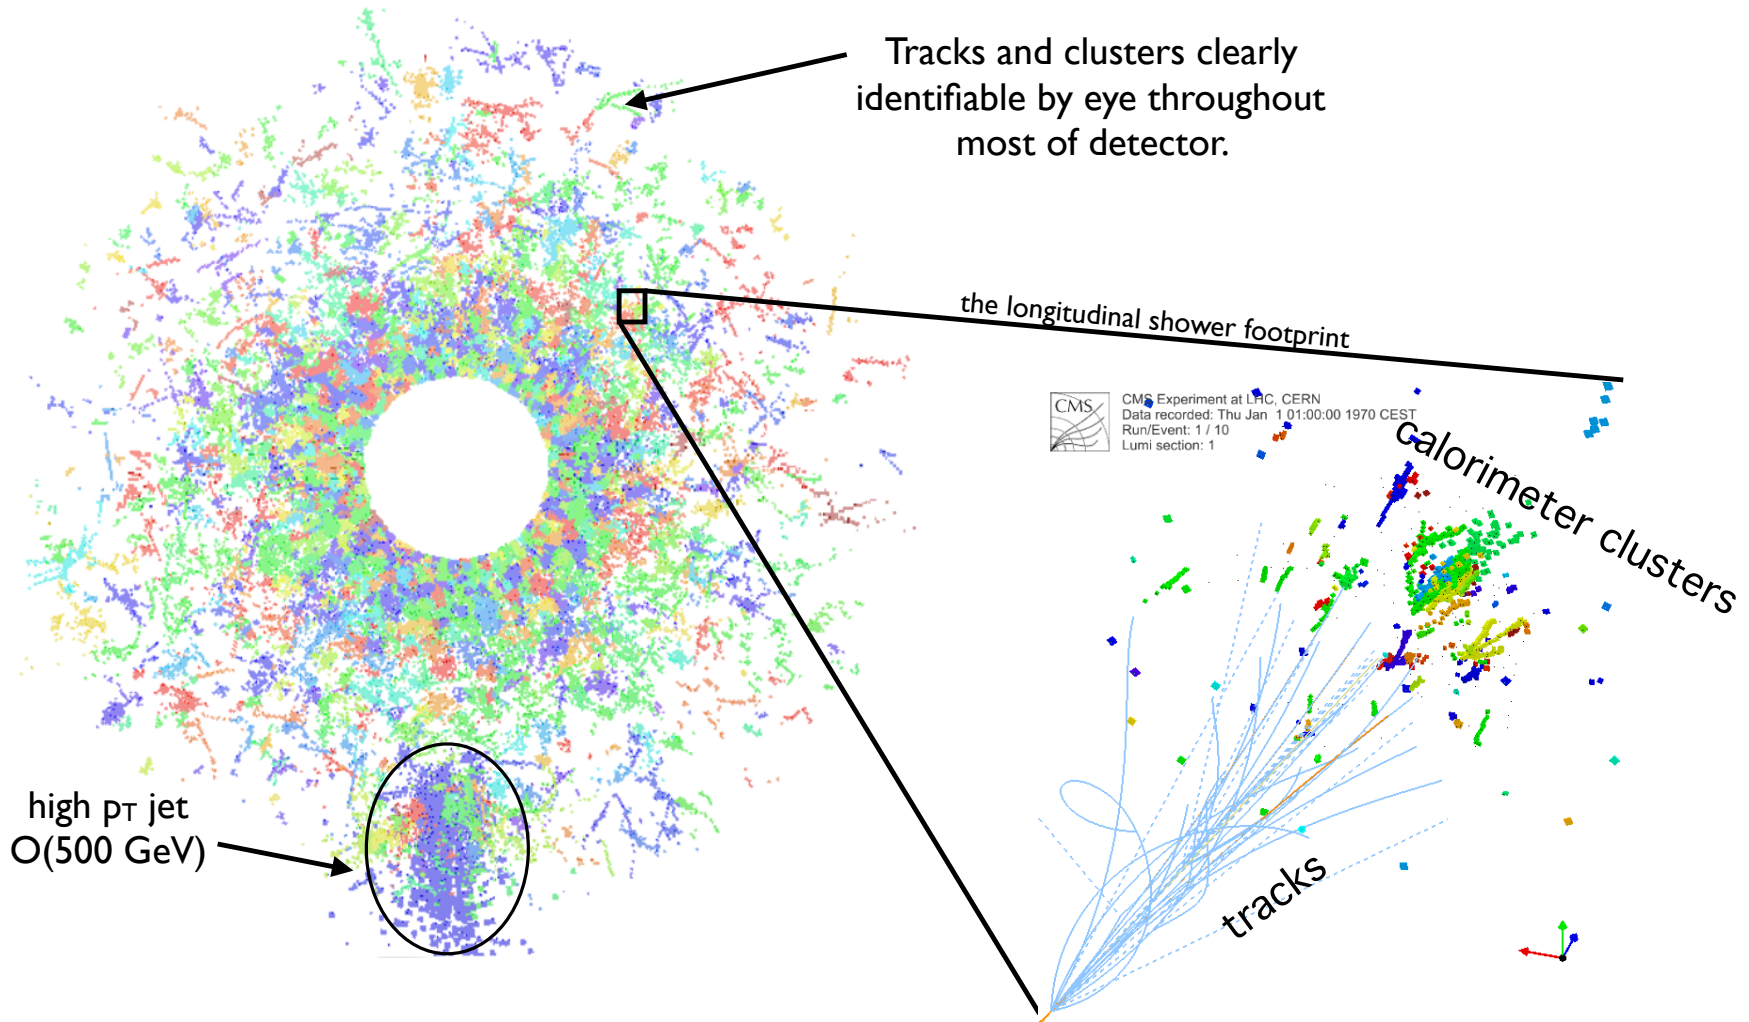 Tracks and clusters clearly
identifiable by eye throughout
most of detector.
the longitudinal shower footprint
CMS
CMS Experiment at LHC, CERN
Data recorded: Thu Jan 1 01:00:00 1970 CEST
Run/Event: 1 / 10
Lumi section: 1
calorimeter clusters
high pT jet
O(500 GeV)
tracks